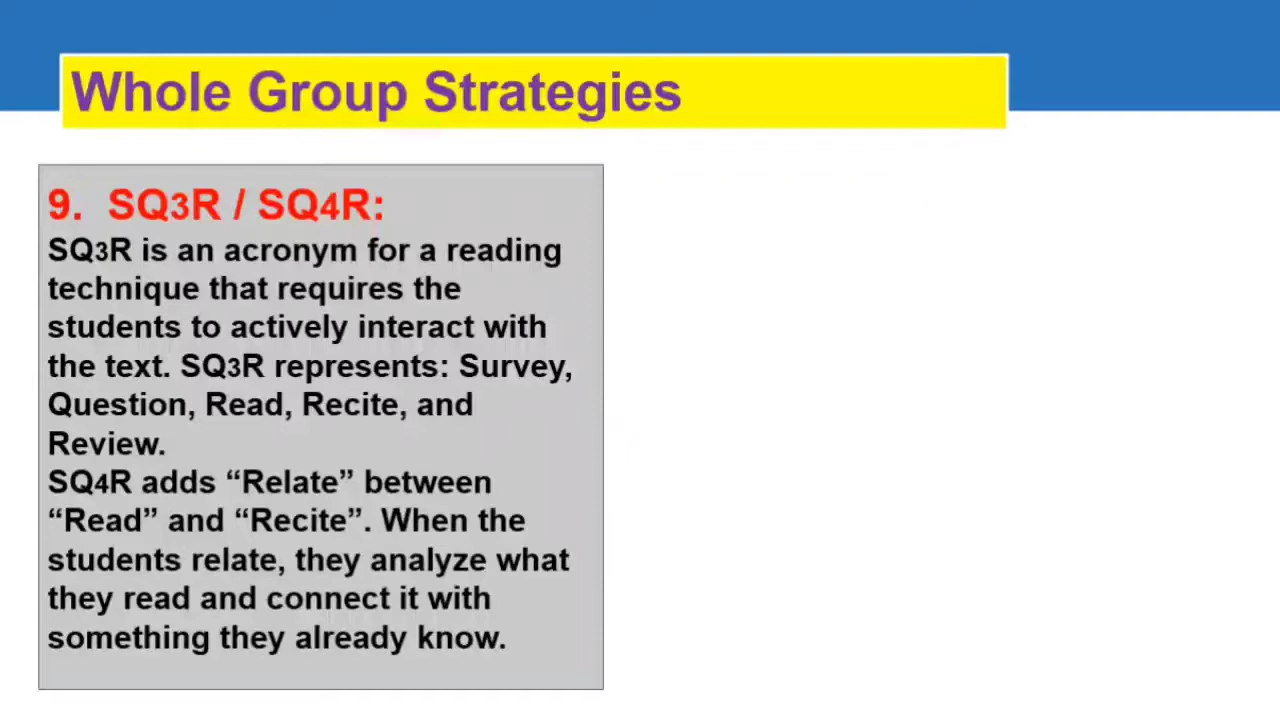 Whole Group Strategies
9. SQ3R / SQ4R:
SQ3R is an acronym for a reading
technique that requires the
students to actively interact with
the text. SQ3R represents: Survey,
Question, Read, Recite, and
Review.
SQ4R adds “Relate” between
“Read” and “Recite”. When the
students relate, they analyze what
they read and connect it with
something they already know.